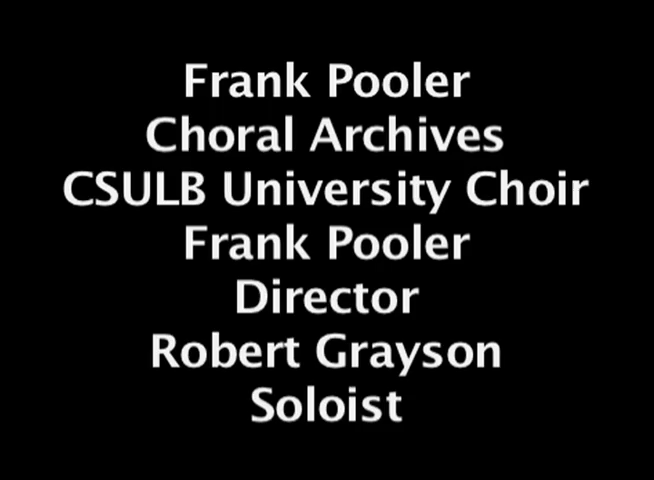 Frank Pooler
Choral Archives
CSULB University Choir
Frank Pooler
Director
Robert Grayson
Soloist